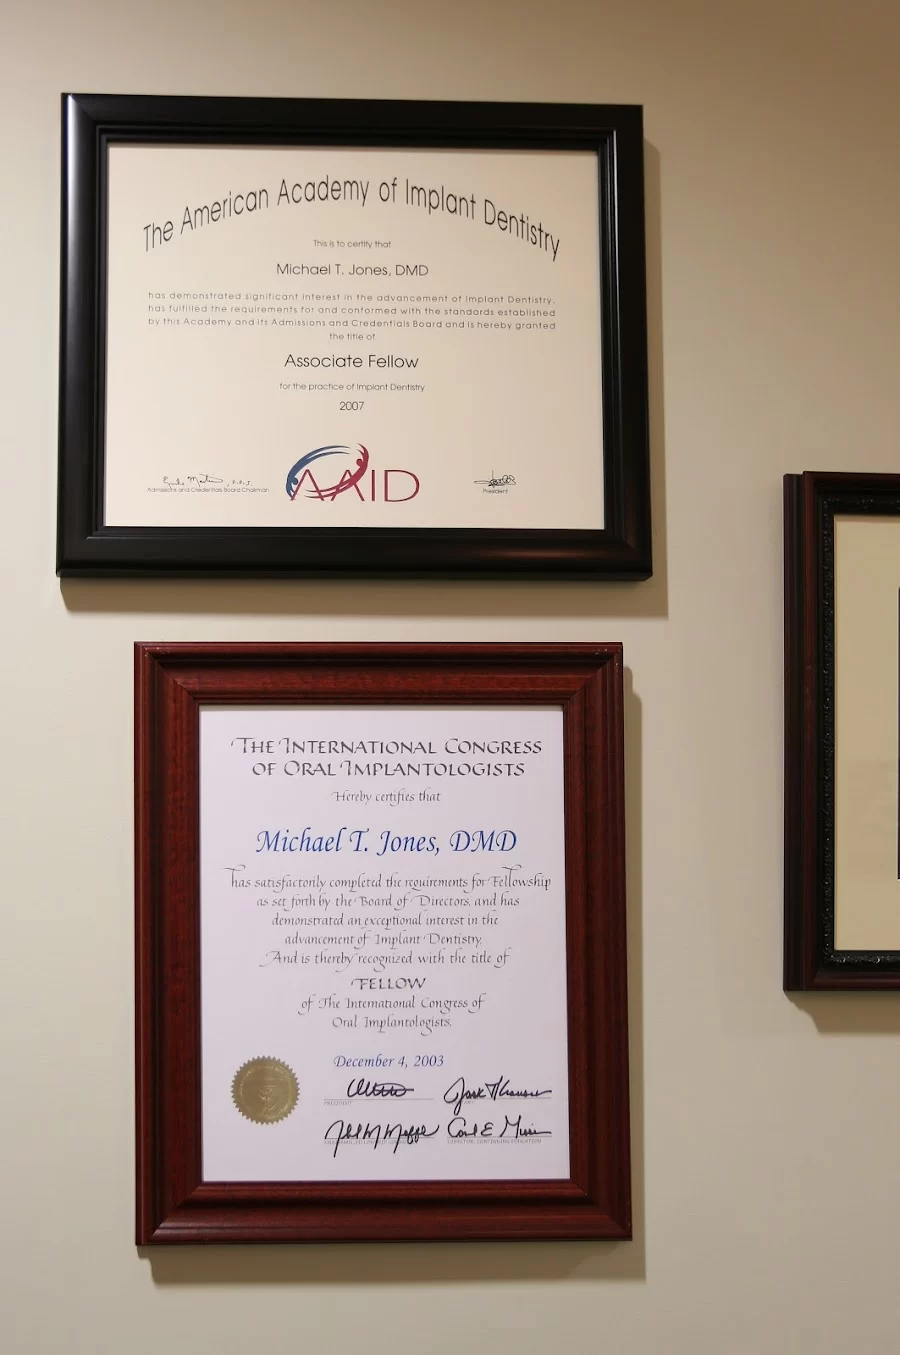 The American Academy of Implant Dentistry
This is to certify that
Michael T. Jones, DMD
has demonstrated significant interest in the advancement of Implant Dentistry,
has fulfilled the requirements for and conformed with the standards established
by this Academy and its Admissions and Credentials Board and is hereby granted
the title of
Associate Fellow
for the practice of Implant Dentistry
2007
AAID
Admissions and Credentials Board Chairman
President
THE INTERNATIONAL CONGRESS
OF ORAL IMPLANTOLOGISTS
Hereby certifies that
Michael T. Jones, DMD
has satisfactorily completed the requirements for Fellowship
as set forth by the Board of Directors, and has
demonstrated an exceptional interest in the
advancement of Implant Dentistry.
And is thereby recognized with the title of
FELLOW
of The International Congress of
Oral Implantologists.
December 4, 2003
PRESIDENT